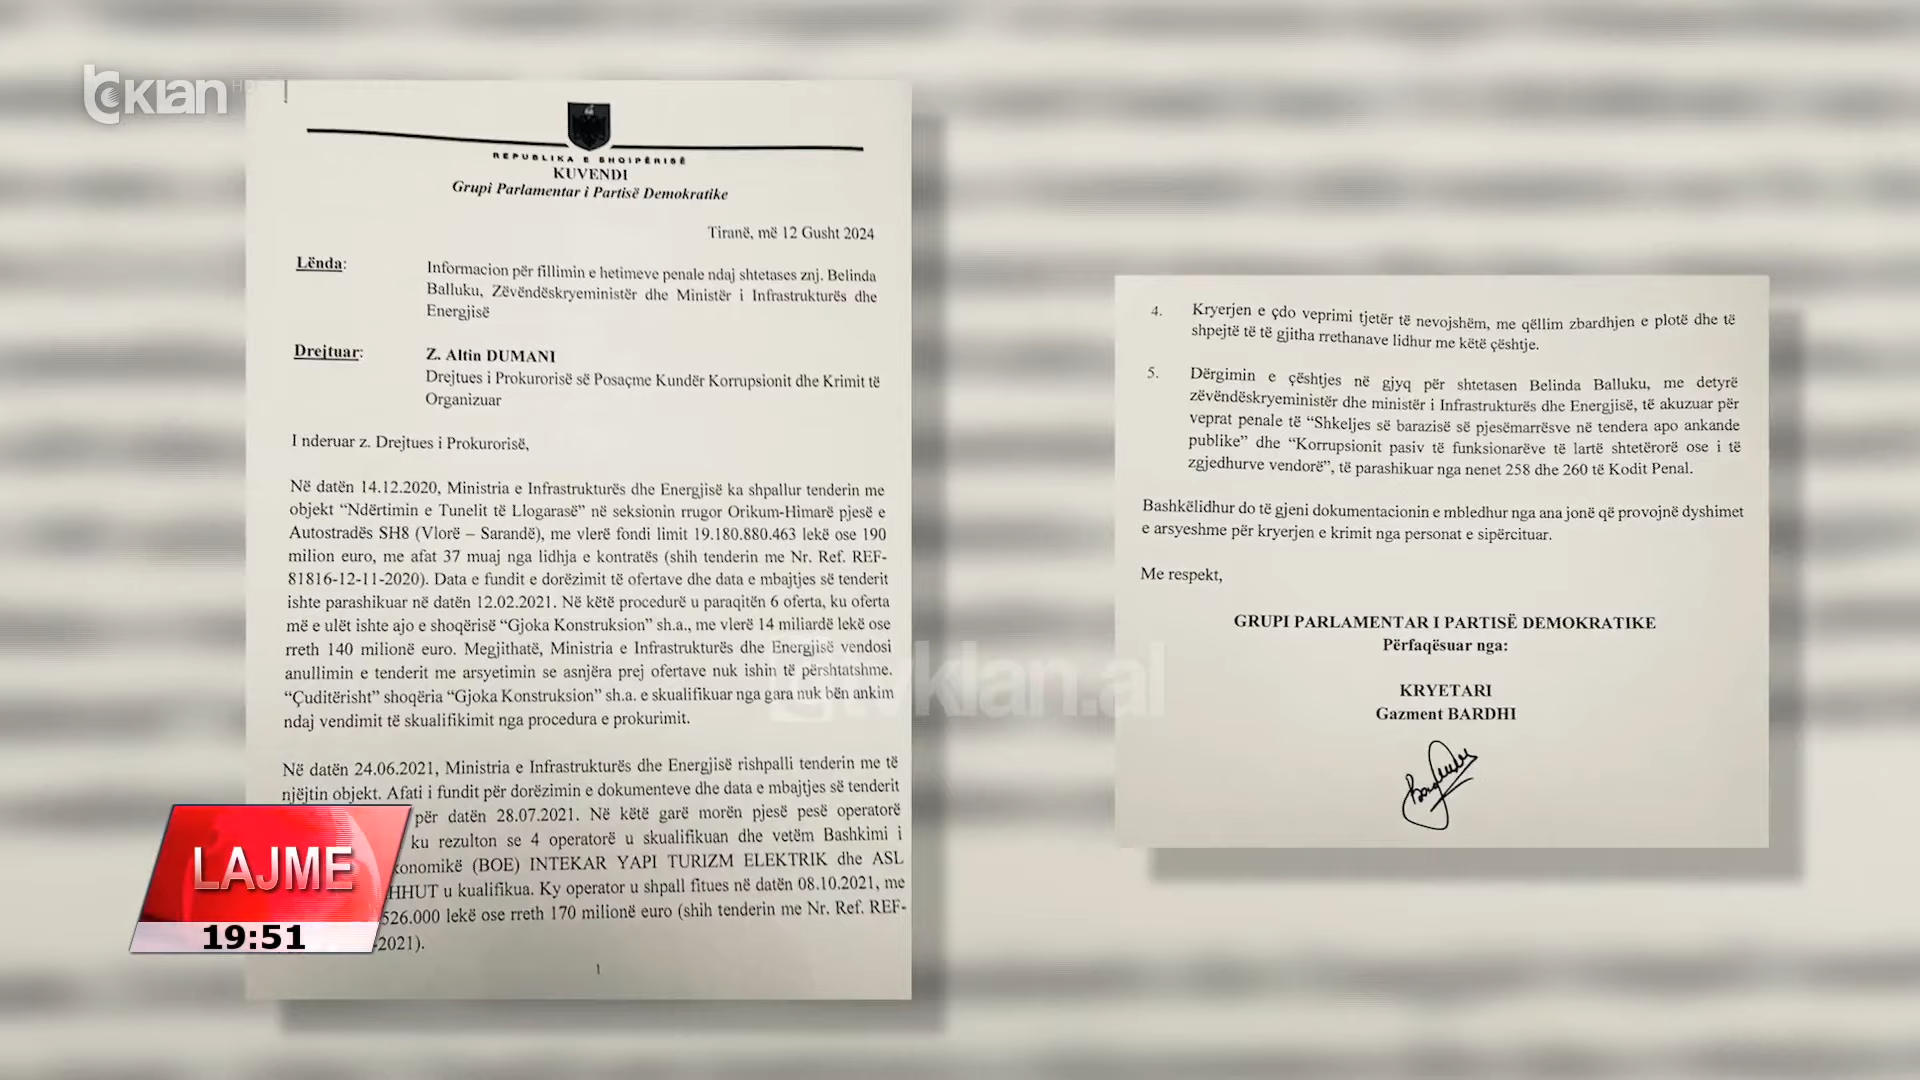 tvklan
REPUBLIKA E SHQIPËRISË
KUVENDI
Grupi Parlamentar i Partisë Demokratike
Tiranë, më 12 Gusht 2024
Lënda:
Informacion për fillimin e hetimeve penale ndaj shtetases znj. Belinda
Balluku, Zëvëndëskryeministër dhe Ministër i Infrastrukturës dhe
Energjisë
Drejtuar:
Z. Altin DUMANI
Drejtues i Prokurorisë së Posaçme Kundër Korrupsionit dhe Krimit të
Organizuar
I nderuar z. Drejtues i Prokurorisë,
Në datën 14.12.2020, Ministria e Infrastrukturës dhe Energjisë ka shpallur tenderin me
objekt “Ndërtimin e Tunelit të Llogarasë” në seksionin rrugor Orikum-Himarë pjesë e
Autostradës SH8 (Vlorë – Sarandë), me vlerë fondi limit 19.180.880.463 lekë ose 190
milion euro, me afat 37 muaj nga lidhja e kontratës (shih tenderin me Nr. Ref. REF-
81816-12-11-2020). Data e fundit e dorëzimit të ofertave dhe data e mbajtjes së tenderit
ishte parashikuar në datën 12.02.2021. Në këtë procedurë u paraqitën 6 oferta, ku oferta
më e ulët ishte ajo e shoqërisë “Gjoka Konstruksion” sh.a., me vlerë 14 miliardë lekë ose
rreth 140 milionë euro. Megjithatë, Ministria e Infrastrukturës dhe Energjisë vendosi
anullimin e tenderit me arsyetimin se asnjëra prej ofertave nuk ishin të përshtatshme.
“Çuditërisht” shoqëria “Gjoka Konstruksion” sh.a. e skualifikuar nga gara nuk bën ankim
ndaj vendimit të skualifikimit nga procedura e prokurimit.
Në datën 24.06.2021, Ministria e Infrastrukturës dhe Energjisë rishpalli tenderin me të
njëjtin objekt. Afati i fundit për dorëzimin e dokumenteve dhe data e mbajtjes së tenderit
për datën 28.07.2021. Në këtë garë morën pjesë pesë operatorë
ku rezulton se 4 operatorë u skualifikuan dhe vetëm Bashkimi i
konomikë (BOE) INTEKAR YAPI TURIZM ELEKTRIK dhe ASL
HHUT u kualifikua. Ky operator u shpall fitues në datën 08.10.2021, me
526.000 lekë ose rreth 170 milionë euro (shih tenderin me Nr. Ref. REF-
-2021).
1
4. Kryerjen e çdo veprimi tjetër të nevojshëm, me qëllim zbardhjen e plotë dhe të
shpejtë të të gjitha rrethanave lidhur me këtë çështje.
5. Dërgimin e çështjes në gjyq për shtetasen Belinda Balluku, me detyrë
zëvëndëskryeministër dhe ministër i Infrastrukturës dhe Energjisë, të akuzuar për
veprat penale të “Shkeljes së barazisë së pjesëmarrësve në tendera apo ankande
publike” dhe “Korrupsionit pasiv të funksionarëve të lartë shtetërorë ose i të
zgjedhurve vendorë”, të parashikuar nga nenet 258 dhe 260 të Kodit Penal.
Bashkëlidhur do të gjeni dokumentacionin e mbledhur nga ana jonë që provojnë dyshimet
e arsyeshme për kryerjen e krimit nga personat e sipërcituar.
Me respekt,
GRUPI PARLAMENTAR I PARTISË DEMOKRATIKE
Përfaqësuar nga:
KRYETARI
Gazment BARDHI
tvklan.al
LAJME
19:51